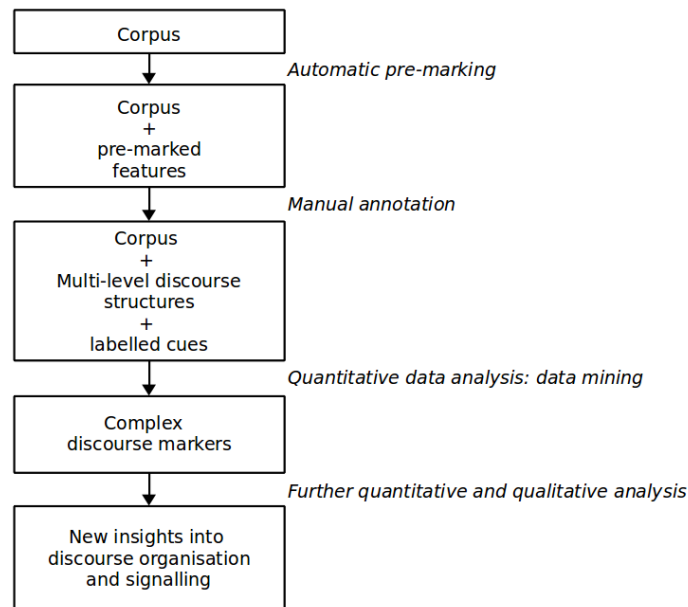 Corpus
Automatic pre-marking
Corpus
+
pre-marked
features
Manual annotation
Corpus
+
Multi-level discourse
structures
+
labelled cues
Quantitative data analysis: data mining
Complex
discourse markers
Further quantitative and qualitative analysis
New insights into
discourse organisation
and signalling